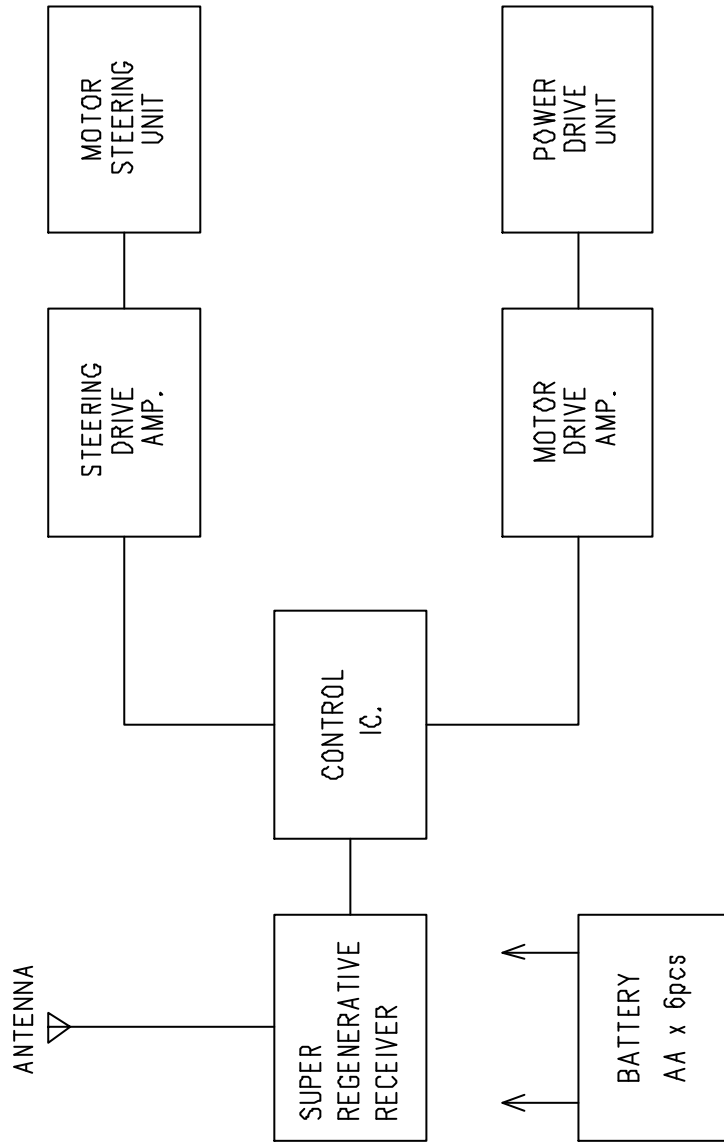 ANTENNA
SUPER
REGENERATIVE
RECEIVER
CONTROL
IC.
STEERING
DRIVE
AMP.
MOTOR
STEERING
UNIT
MOTOR
DRIVE
AMP.
POWER
DRIVE
UNIT
BATTERY
AA x 6pcs